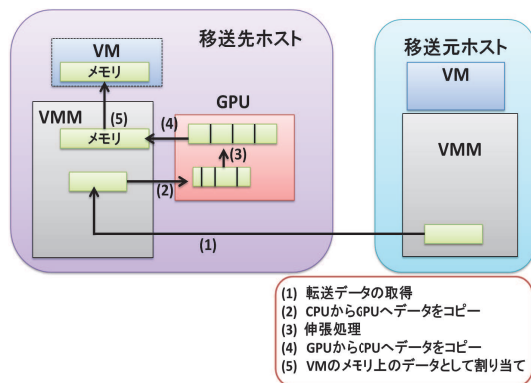 移送先ホスト
VM
メモリ
VMM
(5)
メモリ
(4)
GPU
(3)
(2)
(1)
移送元ホスト
VM
VMM
(1) 転送データの取得
(2) CPUからGPUへデータをコピー
(3) 伸張処理
(4) GPUからCPUへデータをコピー
(5) VMのメモリ上のデータとして割り当て